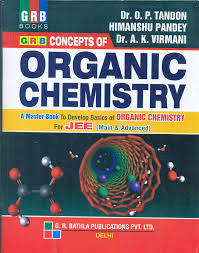 GRB
BOOKS
Dr. O. P. TANDON
HIMANSHU PANDEY
Dr. A. K. VIRMANI
GRB CONCEPTS OF
ORGANIC
CHEMISTRY
A Master Book To Develop Basics of ORGANIC CHEMISTRY
For JEE (Main & Advanced)
G. R. BATHLA PUBLICATIONS PVT. LTD.
DELHI